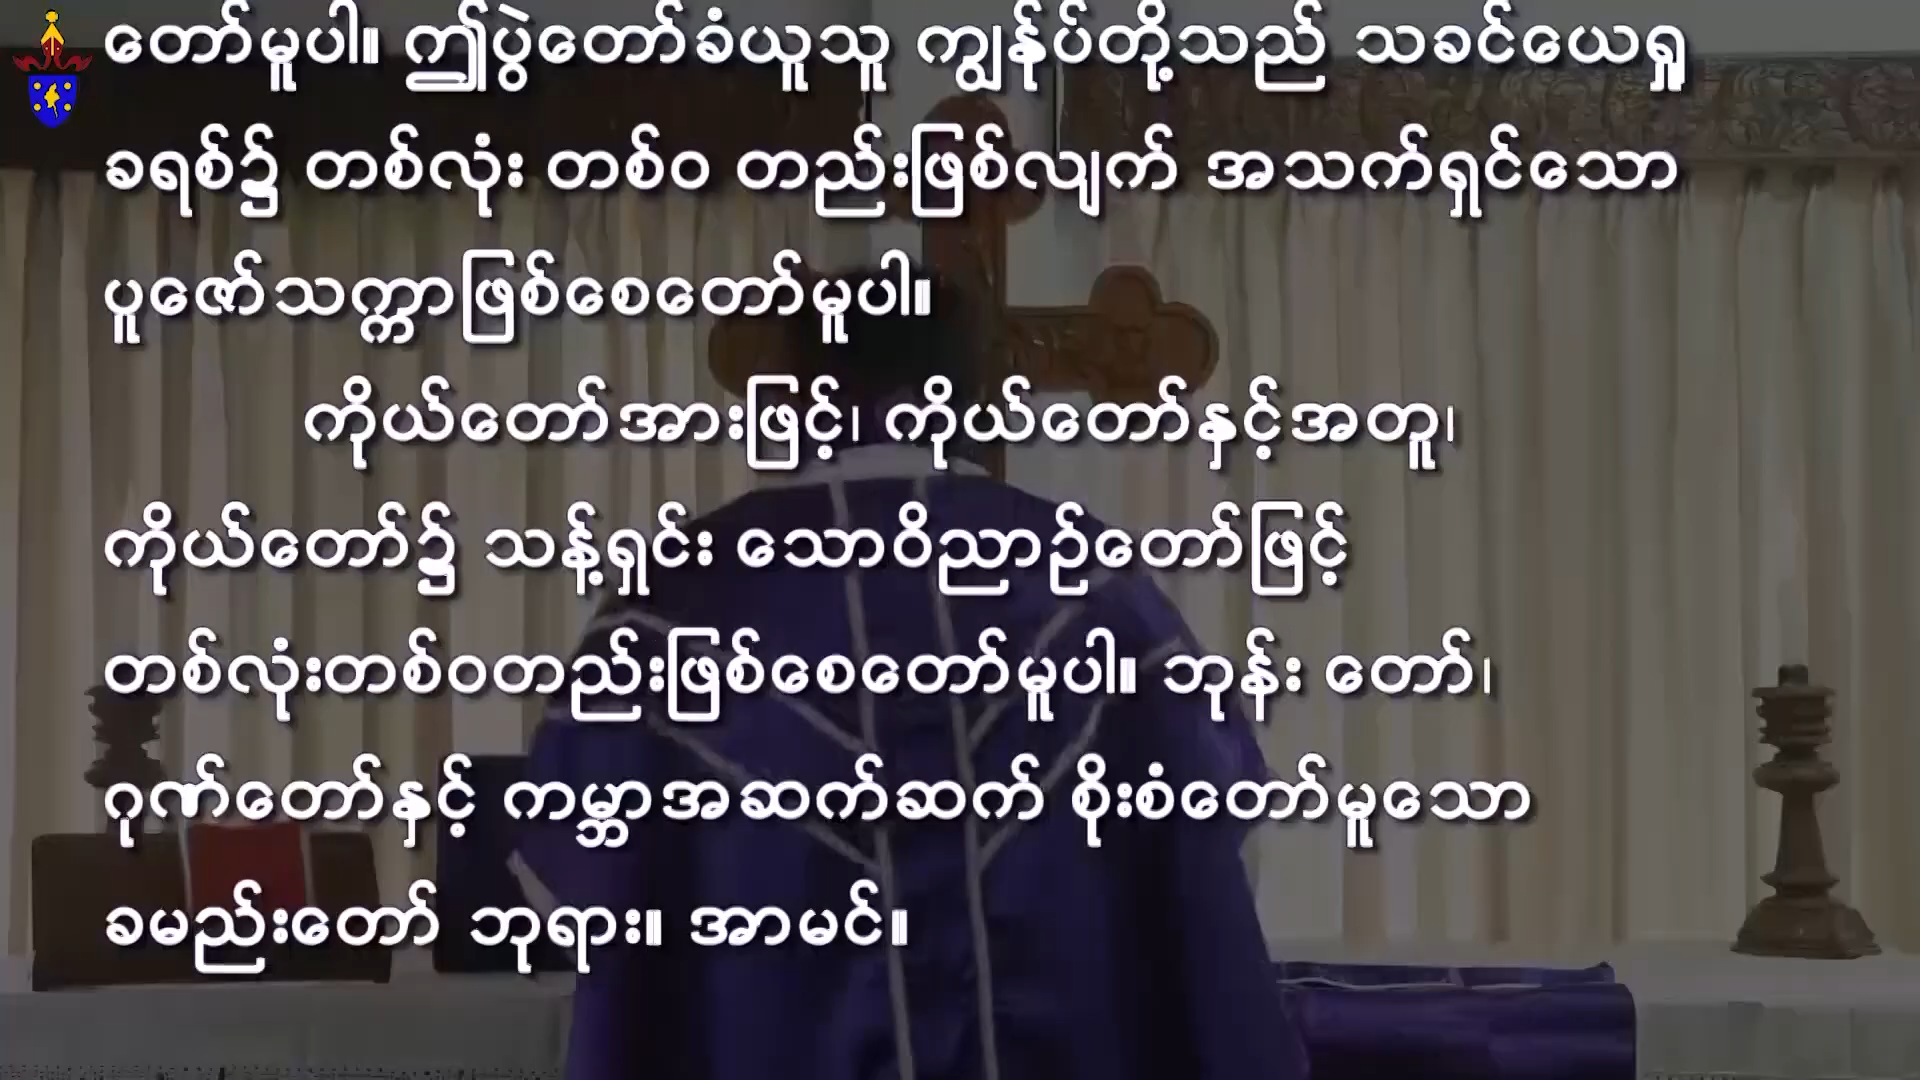 တော်မူပါ။ ဤပွဲတော်ခံယူသူ ကျွန်ုပ်တို့သည် သခင်ယေရှု
ခရစ်၌ တစ်လုံး တစ်ဝ တည်းဖြစ်လျက် အသက်ရှင်သော
ပူဇော်သက္ကာဖြစ်စေတော်မူပါ။
ကိုယ်တော်အားဖြင့်၊ ကိုယ်တော်နှင့်အတူ၊
ကိုယ်တော်၌ သန့်ရှင်း သောဝိညာဉ်တော်ဖြင့်
တစ်လုံးတစ်ဝတည်းဖြစ်စေတော်မူပါ။ ဘုန်း တော်၊
ဂုဏ်တော်နှင့် ကမ္ဘာအဆက်ဆက် စိုးစံတော်မူသော
ခမည်းတော် ဘုရား။ အာမင်။